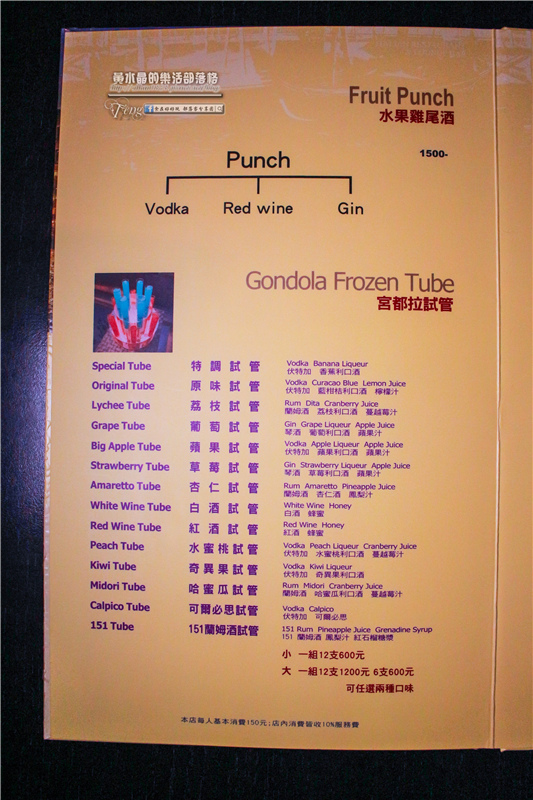 黃水晶的樂活部落格
Teng
Fruit Punch
水果雞尾酒
1500-
Punch
Vodka Red wine Gin
Gondola Frozen Tube
宮都拉試管
Special Tube 特調試管 Vodka Banana Liqueur
伏特加 香蕉利口酒
Original Tube 原味試管 Vodka Curacao Blue Lemon Juice
伏特加 藍柑桔利口酒 檸檬汁
Lychee Tube 荔枝試管 Rum Dita Cranberry Juice
蘭姆酒 荔枝利口酒 蔓越莓汁
Grape Tube 葡萄試管 Gin Grape Liqueur Apple Juice
琴酒 葡萄利口酒 蘋果汁
Big Apple Tube 蘋果試管 Vodka Apple Liqueur Apple Juice
伏特加 蘋果利口酒 蘋果汁
Strawberry Tube 草莓試管 Gin Strawberry Liqueur Apple Juice
琴酒 草莓利口酒 蘋果汁
Amaretto Tube 杏仁試管 Rum Amaretto Pineapple Juice
蘭姆酒 杏仁酒 鳳梨汁
White Wine Tube 白酒試管 White Wine Honey
白酒 蜂蜜
Red Wine Tube 紅酒試管 Red Wine Honey
紅酒 蜂蜜
Peach Tube 水蜜桃試管 Vodka Peach Liqueur Cranberry Juice
伏特加 水蜜桃利口酒 蔓越莓汁
Kiwi Tube 奇異果試管 Vodka Kiwi Liqueur
伏特加 奇異果利口酒
Midori Tube 哈蜜瓜試管 Rum Midori Cranberry Juice
蘭姆酒 哈蜜瓜利口酒 蔓越莓汁
Calpico Tube 可爾必思試管 Vodka Calpico
伏特加 可爾必思
151 Tube 151蘭姆酒試管 151 Rum Pineapple Juice Grenadine Syrup
151 蘭姆酒 鳳梨汁 紅石榴糖漿
小 一組12支600元
大 一組12支1200元 6支600元
可任選兩種口味
本店每人基本消費150元;店內消費皆收10%服務費